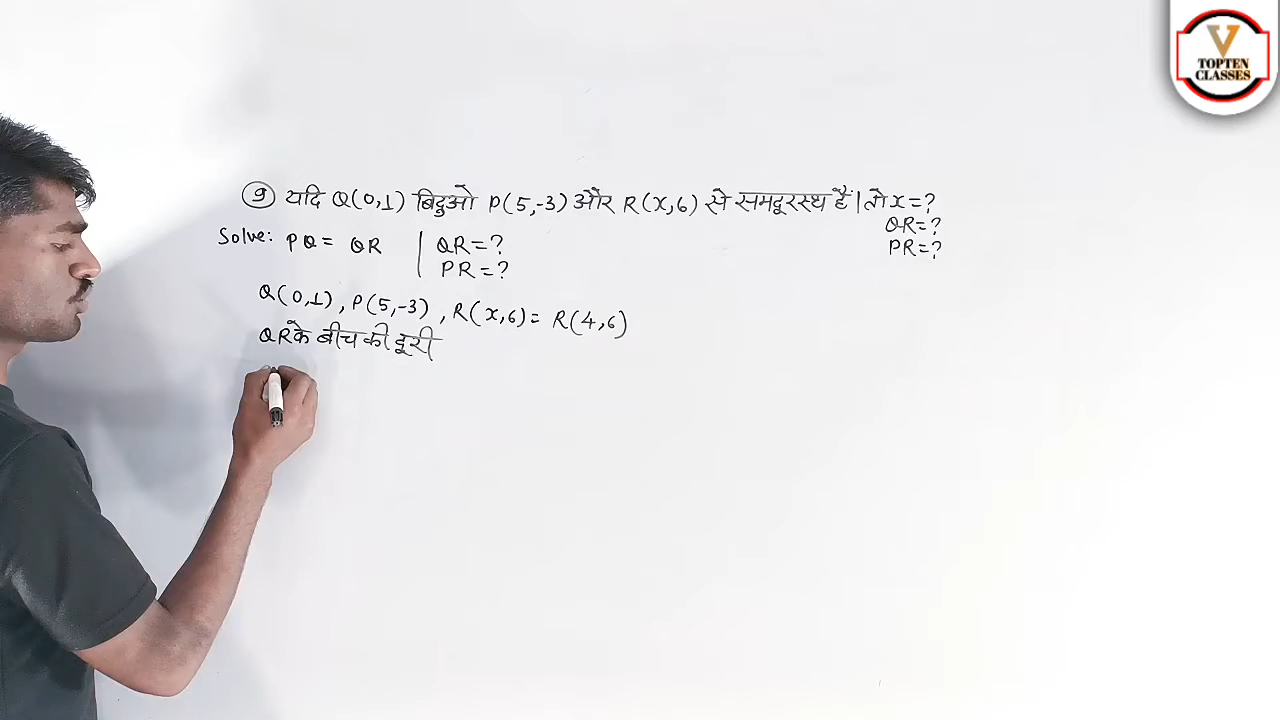 ९ यदि Q(0,1) बिदुओ P(5,-3) और R(x,6) से समदूरस्थ हैं। तो x=?
QR=?
PR=?
Solve: PQ = QR | QR=?
PR=?
Q(0,1), P(5,-3), R(x,6) = R(4,6)
QR के बीच की दूरी
V
TOPTEN
CLASSES